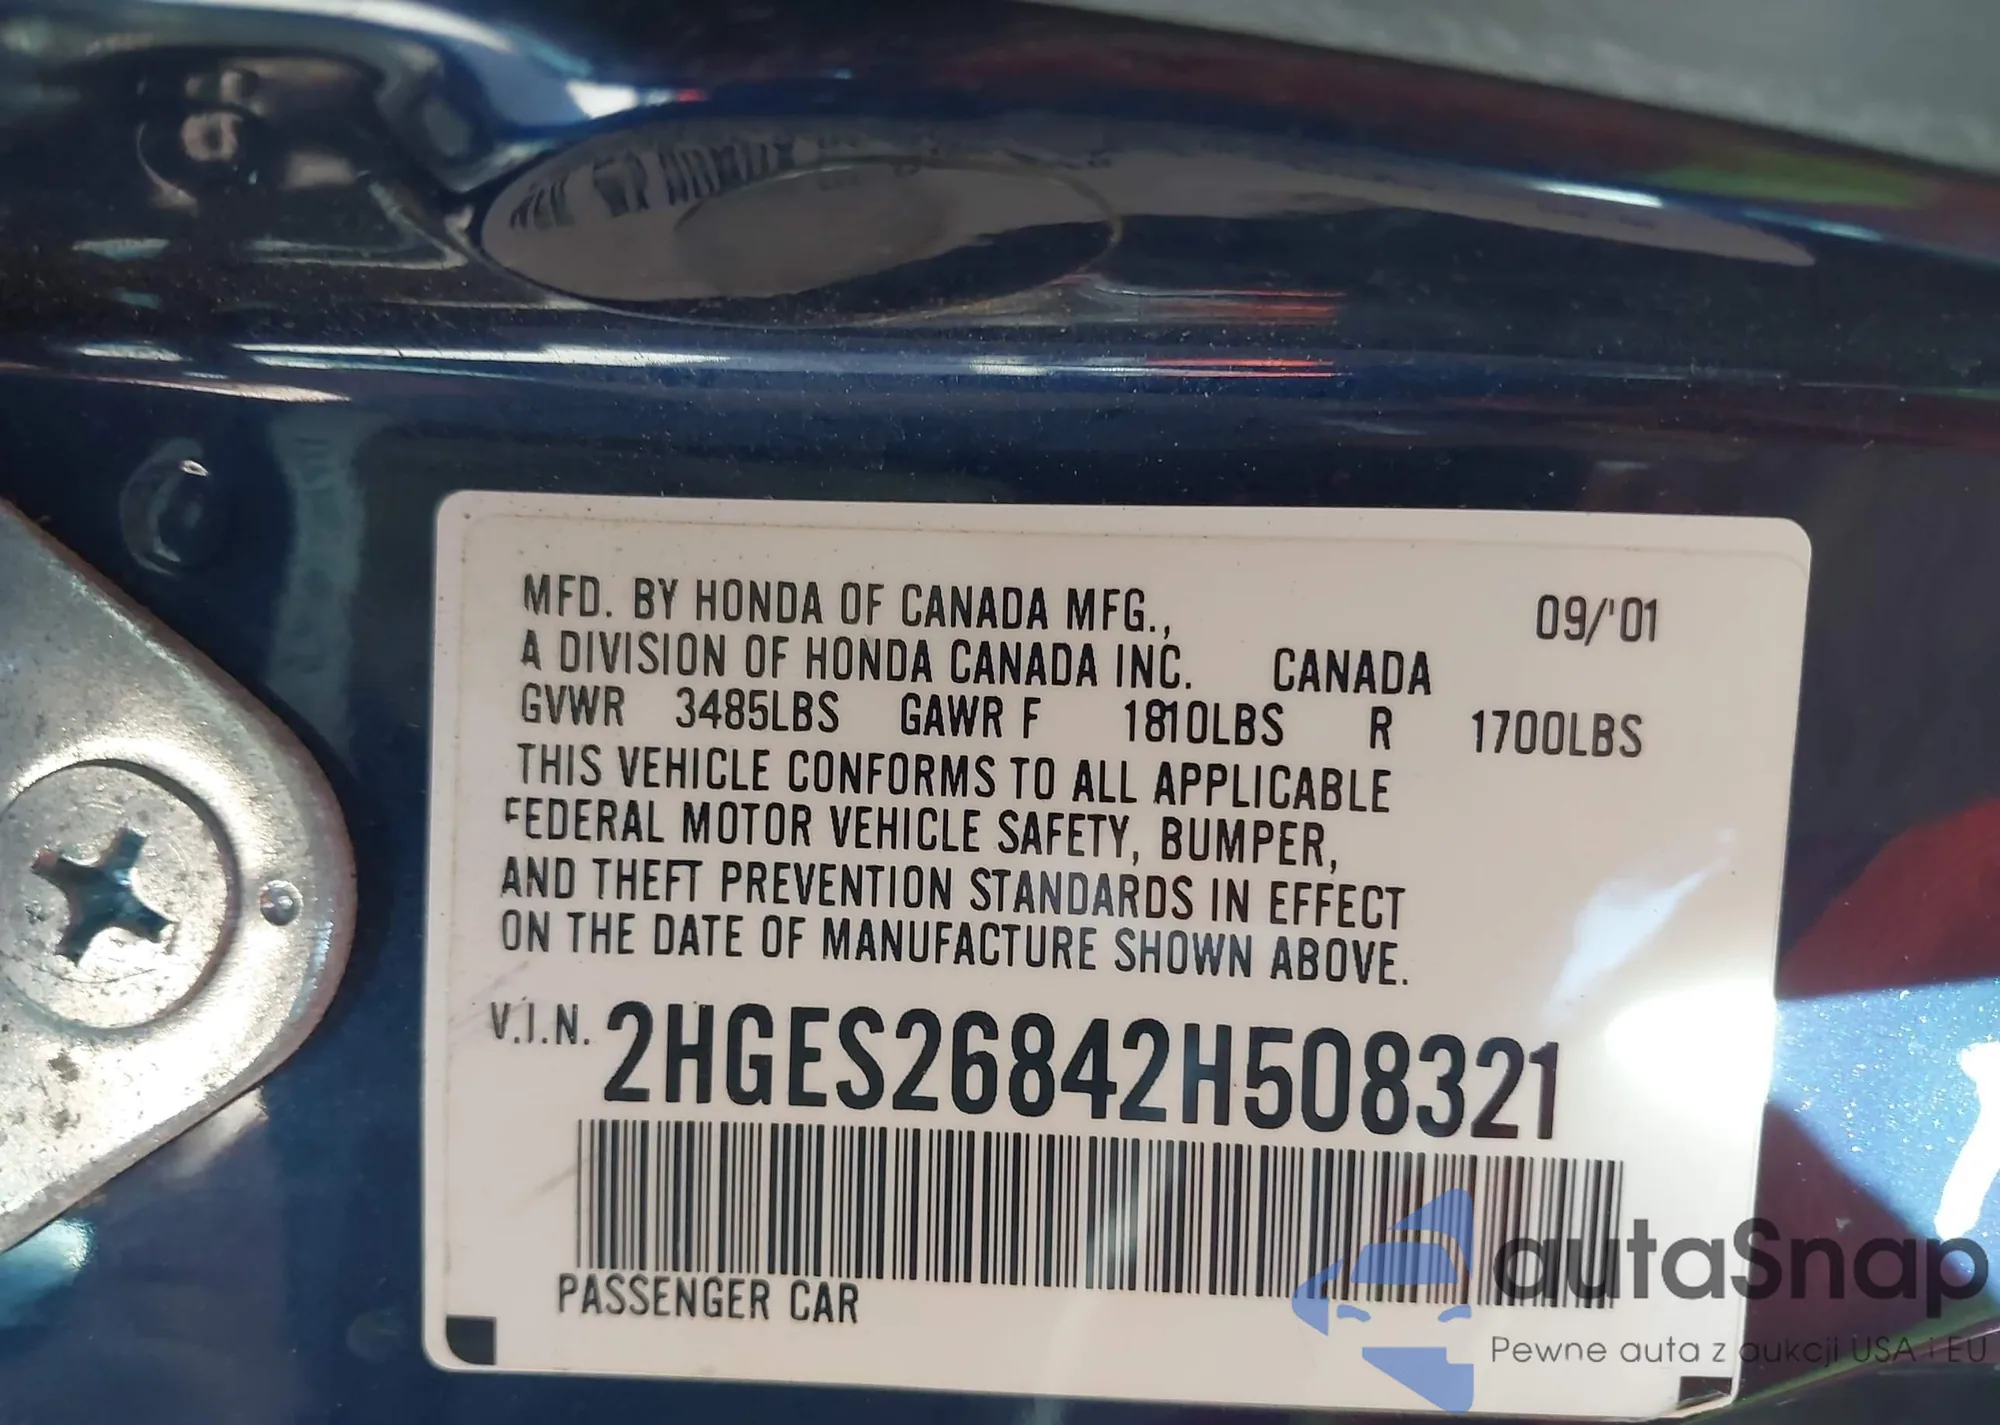 MFD. BY HONDA OF CANADA MFG., 09/'01
A DIVISION OF HONDA CANADA INC. CANADA
GVWR 3485LBS GAWR F 1810LBS R 1700LBS
THIS VEHICLE CONFORMS TO ALL APPLICABLE
FEDERAL MOTOR VEHICLE SAFETY, BUMPER,
AND THEFT PREVENTION STANDARDS IN EFFECT
ON THE DATE OF MANUFACTURE SHOWN ABOVE.
V.I.N. 2HGES26842H508321
PASSENGER CAR
autaSnap
Pewne auta z aukcji USA i EU